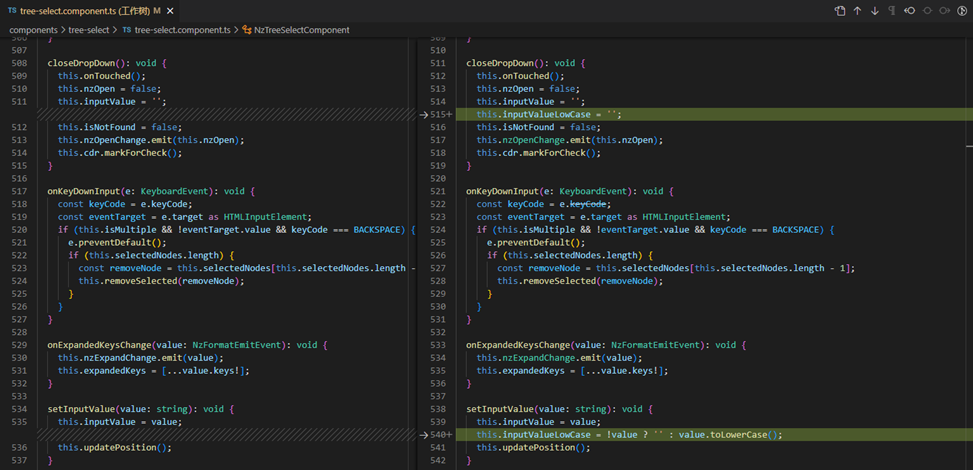 TS tree-select.component.ts (工作树) M ×
components > tree-select > TS tree-select.component.ts > NzTreeSelectComponent
507
508 closeDropDown(): void {
509 this.onTouched();
510 this.nzOpen = false;
511 this.inputValue = '';
512 this.isNotFound = false;
513 this.nzOpenChange.emit(this.nzOpen);
514 this.cdr.markForCheck();
515 }
516
517 onKeyDownInput(e: KeyboardEvent): void {
518 const keyCode = e.keyCode;
519 const eventTarget = e.target as HTMLInputElement;
520 if (this.isMultiple && !eventTarget.value && keyCode === BACKSPACE) {
521 e.preventDefault();
522 if (this.selectedNodes.length) {
523 const removeNode = this.selectedNodes[this.selectedNodes.length -
524 this.removeSelected(removeNode);
525 }
526 }
527 }
528
529 onExpandedKeysChange(value: NzFormatEmitEvent): void {
530 this.nzExpandChange.emit(value);
531 this.expandedKeys = [...value.keys!];
532 }
533
534 setInputValue(value: string): void {
535 this.inputValue = value;
536 this.updatePosition();
537 }
510
511 closeDropDown(): void {
512 this.onTouched();
513 this.nzOpen = false;
514 this.inputValue = '';
515+ this.inputValueLowCase = '';
516 this.isNotFound = false;
517 this.nzOpenChange.emit(this.nzOpen);
518 this.cdr.markForCheck();
519 }
520
521 onKeyDownInput(e: KeyboardEvent): void {
522 const keyCode = e.keyCode;
523 const eventTarget = e.target as HTMLInputElement;
524 if (this.isMultiple && !eventTarget.value && keyCode === BACKSPACE) {
525 e.preventDefault();
526 if (this.selectedNodes.length) {
527 const removeNode = this.selectedNodes[this.selectedNodes.length - 1];
528 this.removeSelected(removeNode);
529 }
530 }
531 }
532
533 onExpandedKeysChange(value: NzFormatEmitEvent): void {
534 this.nzExpandChange.emit(value);
535 this.expandedKeys = [...value.keys!];
536 }
537
538 setInputValue(value: string): void {
539 this.inputValue = value;
540+ this.inputValueLowCase = !value ? '' : value.toLowerCase();
541 this.updatePosition();
542 }